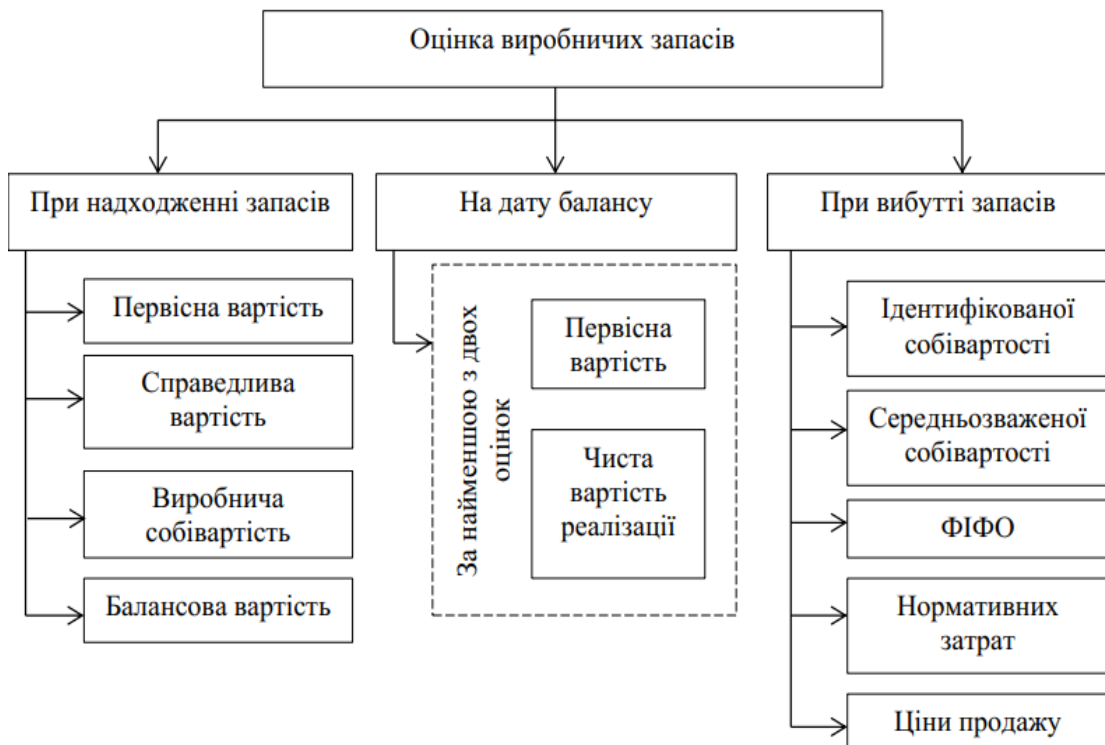 Оцінка виробничих запасів
При надходженні запасів
На дату балансу
При вибутті запасів
Первісна вартість
Справедлива
вартість
Виробнича
собівартість
Балансова вартість
За найменшою з двох
оцінок
Первісна
вартість
Чиста
вартість
реалізації
Ідентифікованої
собівартості
Середньозваженої
собівартості
ФІФО
Нормативних
затрат
Ціни продажу